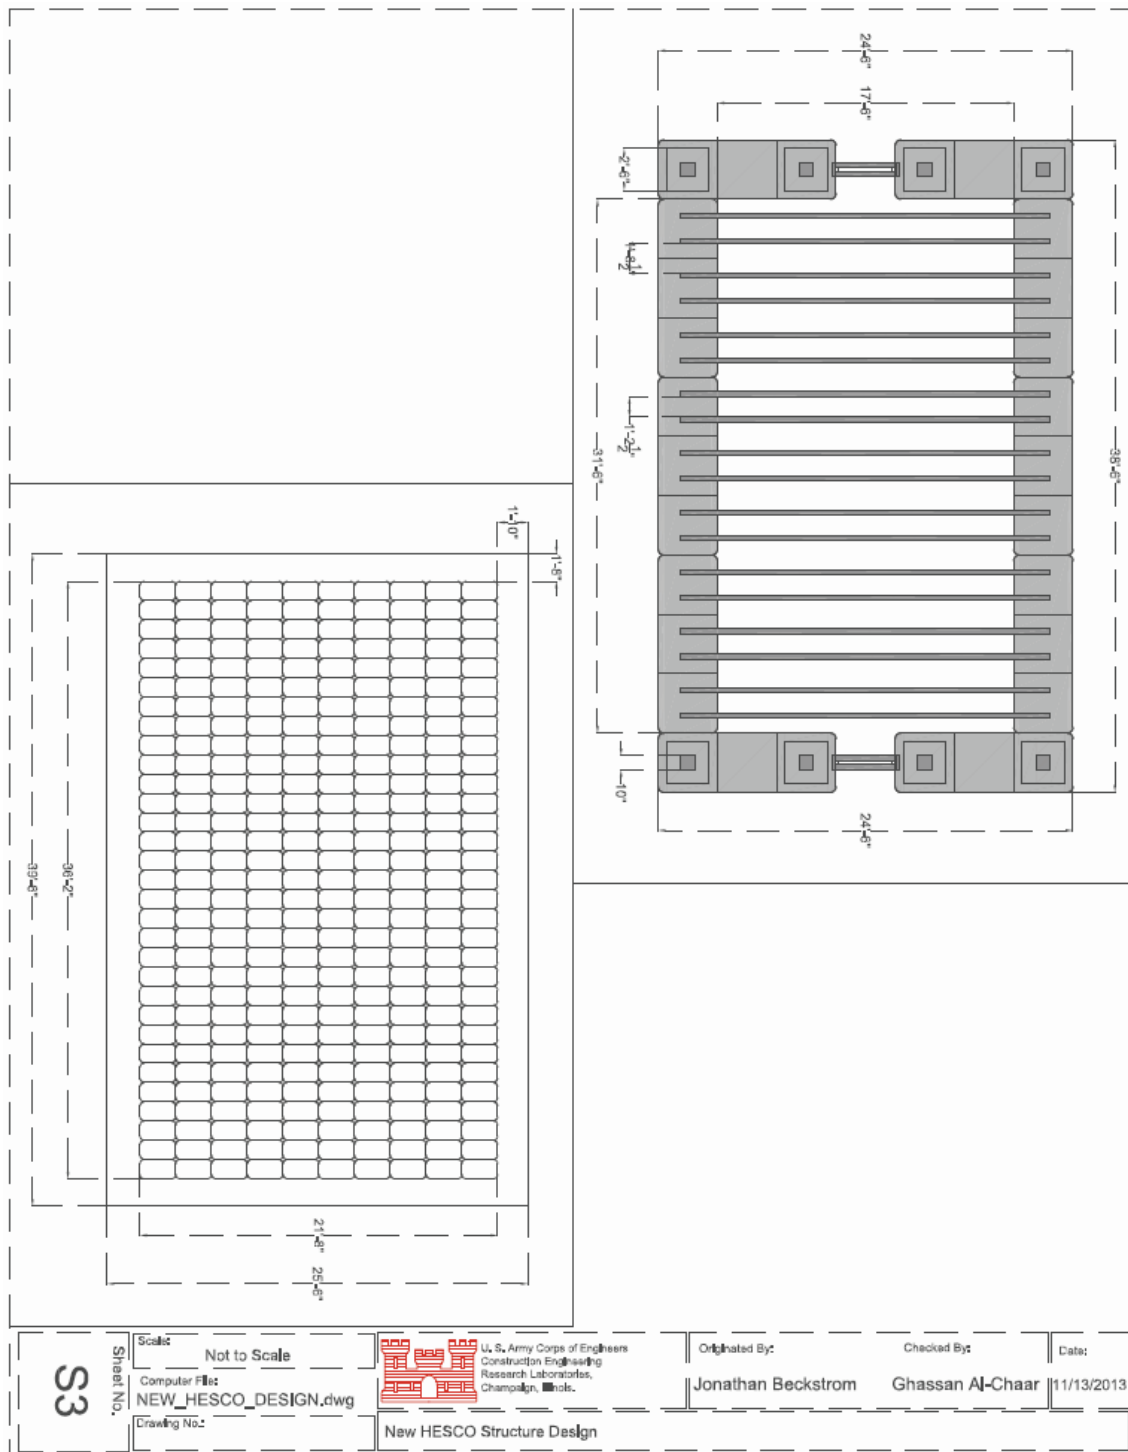 24'-6"
17'-6"
2'-6"
1'-8 1/2"
1'-2 1/2"
31'-6"
38'-6"
10"
24'-6"
1'-10"
1'-8"
39'-6"
36'-2"
21'-8"
25'-6"
Sheet No.
S3
Scale:
Not to Scale
Computer File:
NEW_HESCO_DESIGN.dwg
Drawing No.:
U. S. Army Corps of Engineers
Construction Engineering
Research Laboratories,
Champaign, Illinois.
Originated By:
Jonathan Beckstrom
Checked By:
Ghassan Al-Chaar
Date:
11/13/2013
New HESCO Structure Design